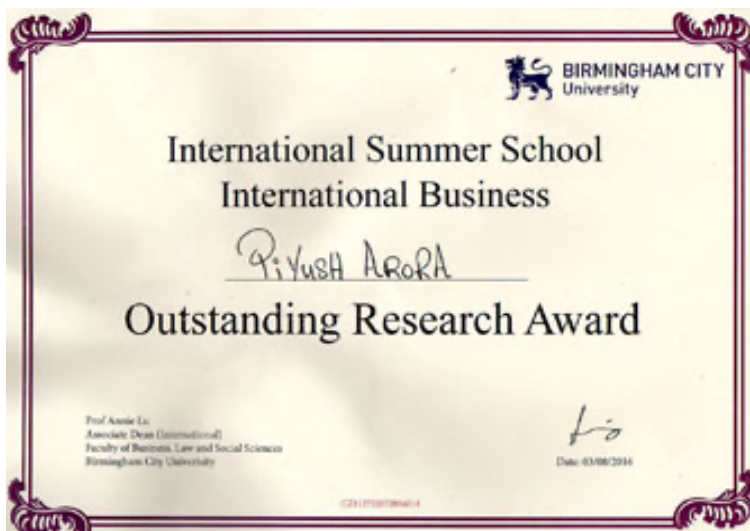 BIRMINGHAM CITY
University
International Summer School
International Business
PiYUSH ARORA
Outstanding Research Award
Prof Annie
Associate Dean (International)
Faculty of Business, Law and Social Sciences
Birmingham City University
Date: 03/08/2016